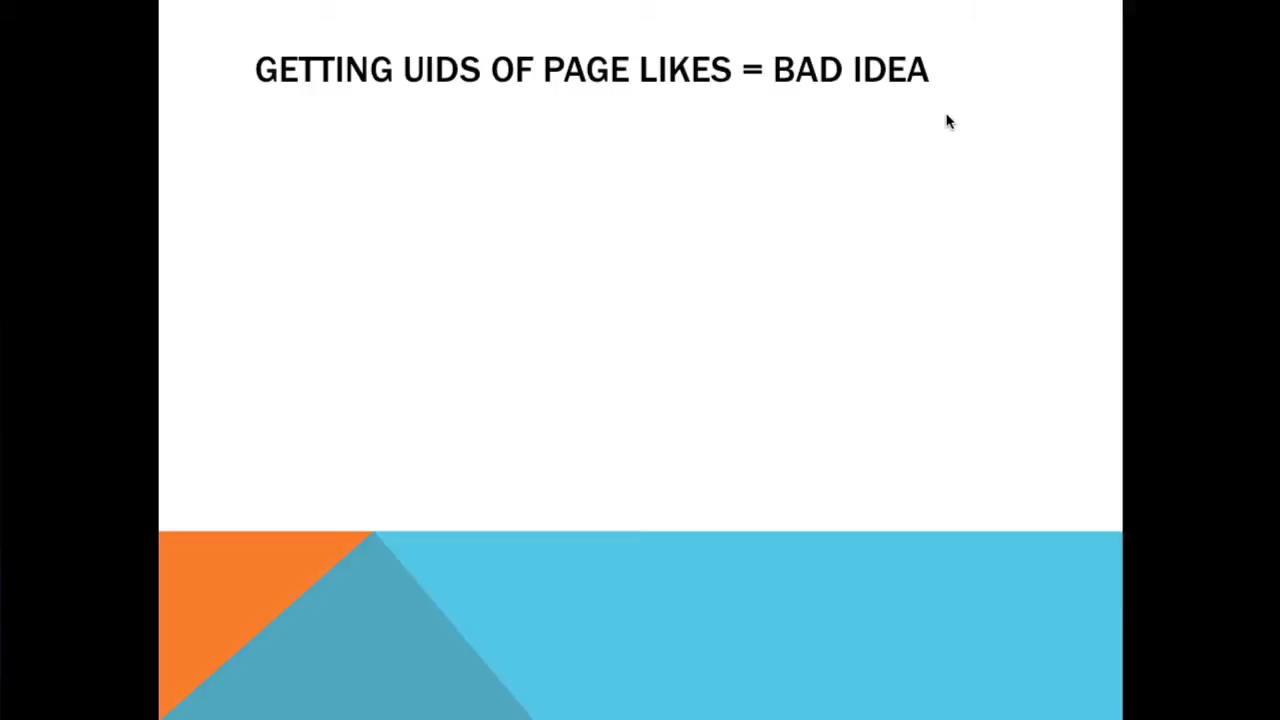 GETTING UIDS OF PAGE LIKES = BAD IDEA